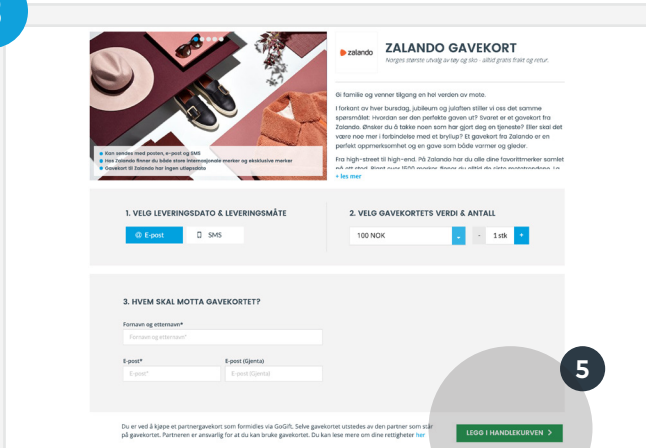 zalando
ZALANDO GAVEKORT
Norges største utvalg av tøy og sko - alltid gratis frakt og retur.
Gi familie og venner tilgang en hel verden av mote.
I forkant av hver bursdag, jubileum og julaften stiller vi oss det samme
spørsmålet: Hvordan ser den perfekte gaven ut? Svaret er et gavekort fra
Zalando. Ønsker du å takke noen som har gjort deg en tjeneste? Eller skal det
være noe mer i forbindelse med et bryllup? Et gavekort fra Zalando er en
perfekt oppmerksomhet og en gave som både varmer og gleder.
Fra high-street til high-end. På Zalando har du alle dine favorittmerker samlet
+ les mer
Kan sendes med posten, e-post og SMS
Hos Zalando finner du både store internasjonale merker og eksklusive merker
Gavekort til Zalando har ingen utløpsdato
1. VELG LEVERINGSDATO & LEVERINGSMÅTE
@ E-post
SMS
2. VELG GAVEKORTETS VERDI & ANTALL
100 NOK
- 1 stk +
3. HVEM SKAL MOTTA GAVEKORTET?
Fornavn og etternavn*
Fornavn og etternavn*
E-post* E-post (Gjenta)
E-post* E-post (Gjenta)
5
Du er ved å kjøpe et partnergavekort som formidles via GoGift. Selve gavekortet utstedes av den partner som står
på gavekortet. Partneren er ansvarlig for at du kan bruke gavekortet. Du kan lese mere om dine rettigheter her
LEGG I HANDLEKURVEN >